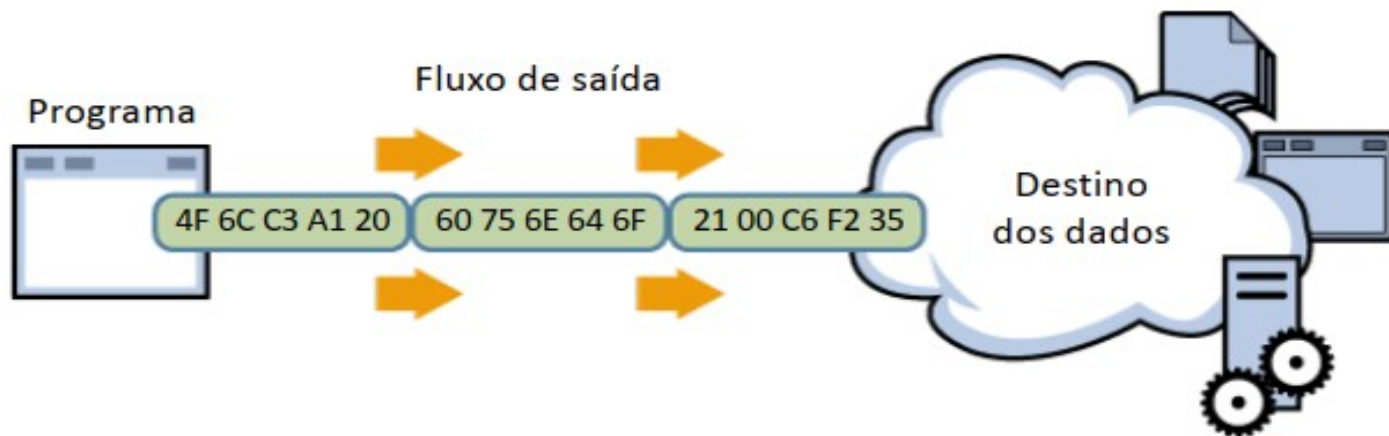 Fluxo de saída
Programa
4F 6C C3 A1 20
60 75 6E 64 6F
21 00 C6 F2 35
Destino
dos dados